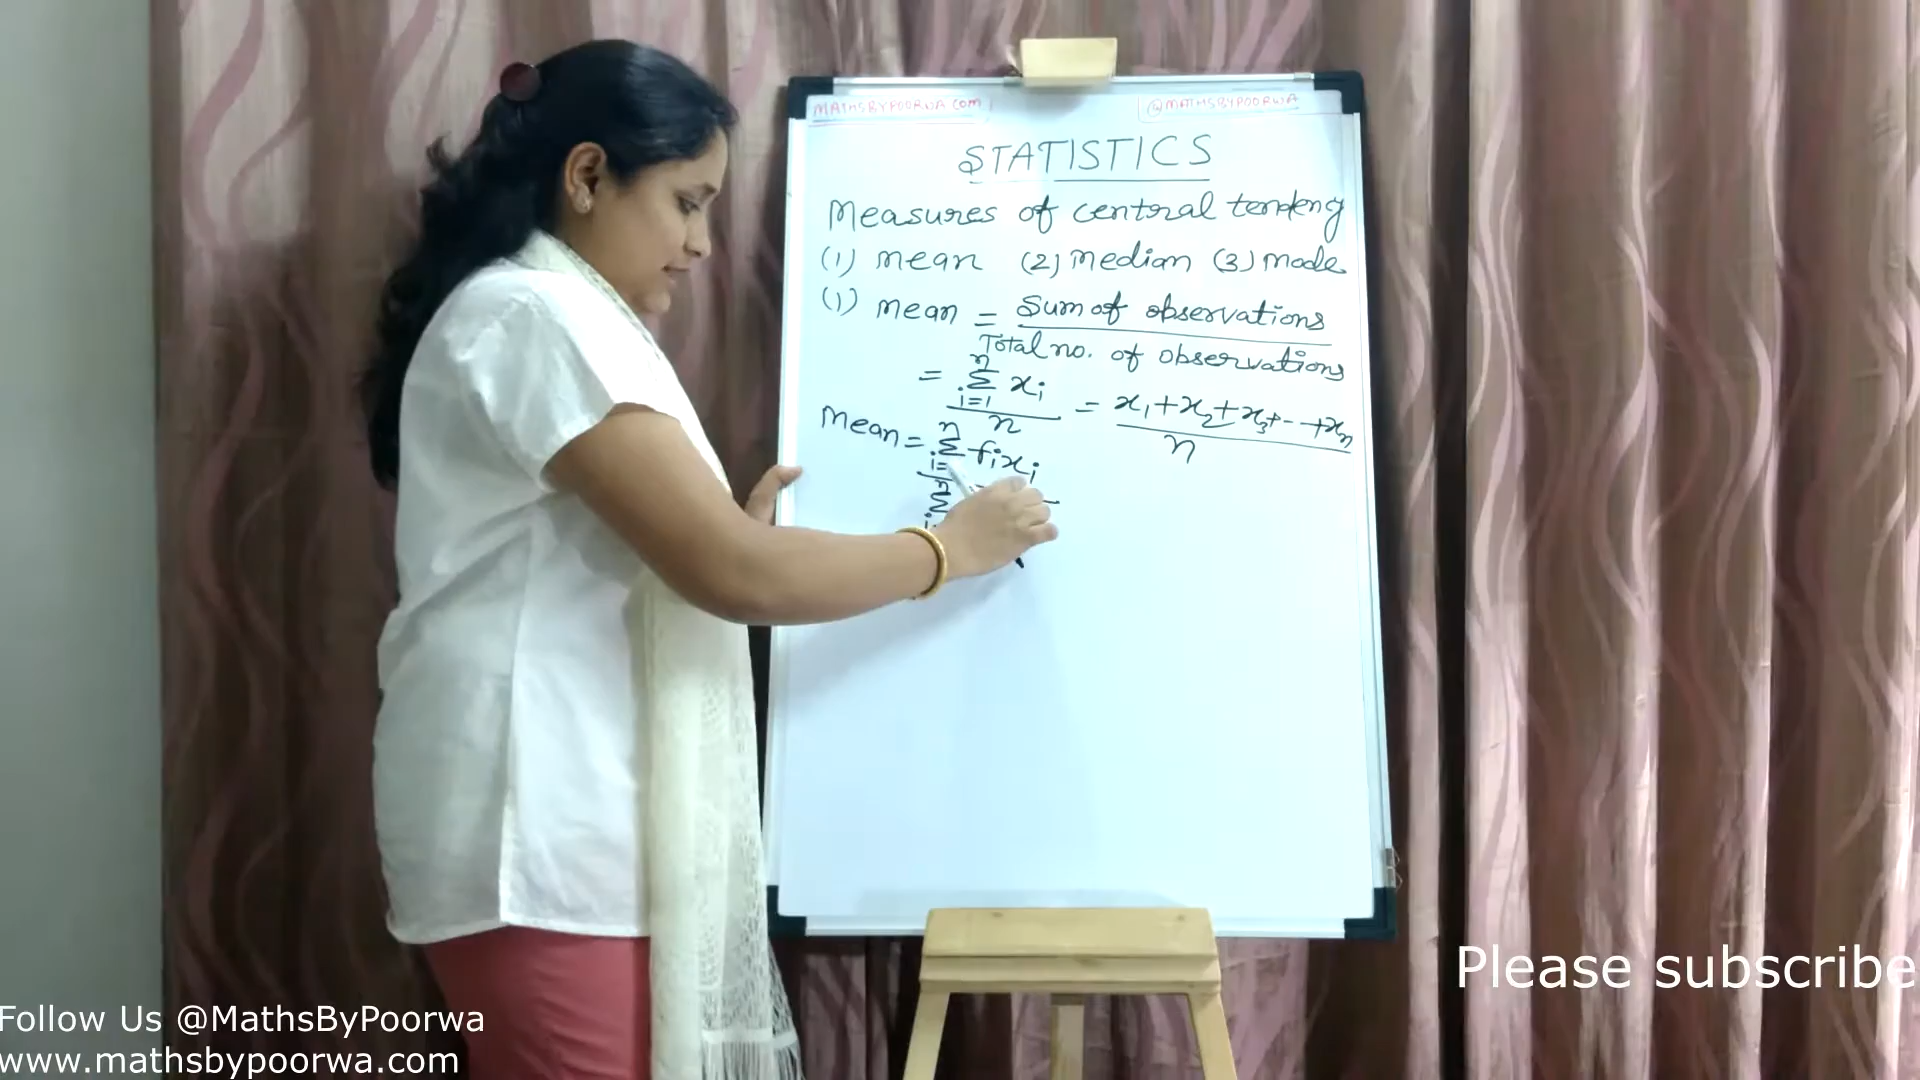 MATHSBYPOORWA.COM
@MATHSBYPOORWA
STATISTICS
Measures of central tendency
(1) mean (2) median (3) mode
(1) mean = Sum of observations
Total no. of observations
= n Σ i=1 xi / n = x1+x2+x3+--+xn / n
Mean = n Σ i= fixi
Σ
Please subscribe
Follow Us @MathsByPoorwa
www.mathsbypoorwa.com